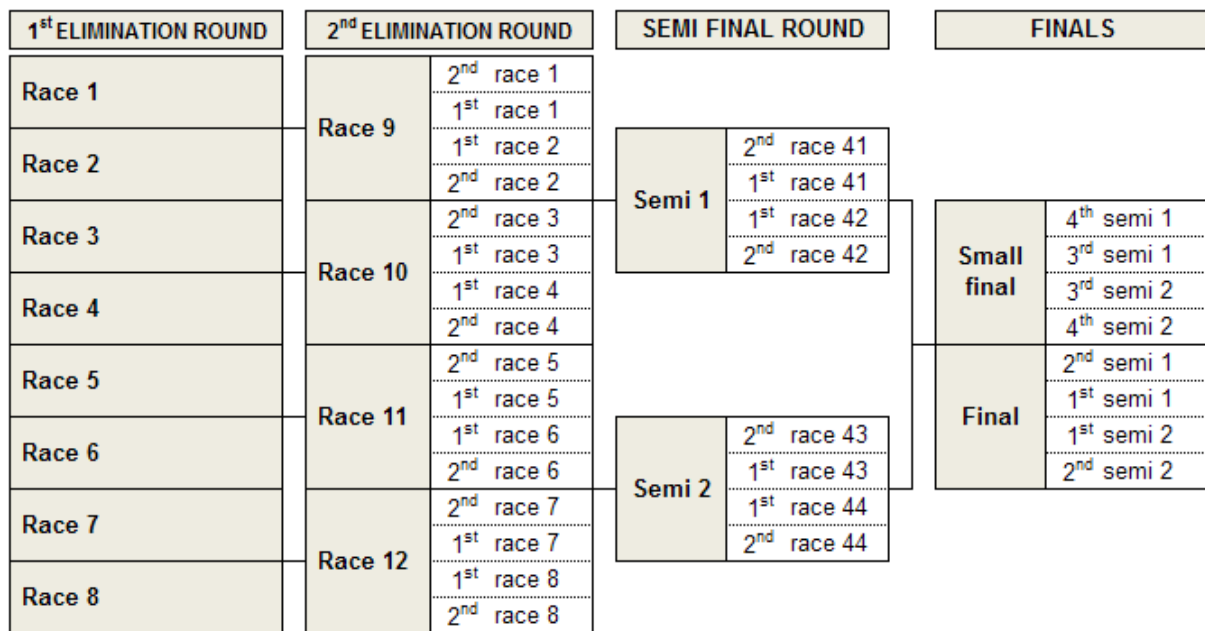 1st ELIMINATION ROUND
Race 1
Race 2
Race 3
Race 4
Race 5
Race 6
Race 7
Race 8
2nd ELIMINATION ROUND
Race 9
2nd race 1
1st race 1
1st race 2
2nd race 2
Race 10
2nd race 3
1st race 3
1st race 4
2nd race 4
Race 11
2nd race 5
1st race 5
1st race 6
2nd race 6
Race 12
2nd race 7
1st race 7
1st race 8
2nd race 8
SEMI FINAL ROUND
Semi 1
2nd race 41
1st race 41
1st race 42
2nd race 42
Semi 2
2nd race 43
1st race 43
1st race 44
2nd race 44
FINALS
Small
final
4th semi 1
3rd semi 1
3rd semi 2
4th semi 2
Final
2nd semi 1
1st semi 1
1st semi 2
2nd semi 2